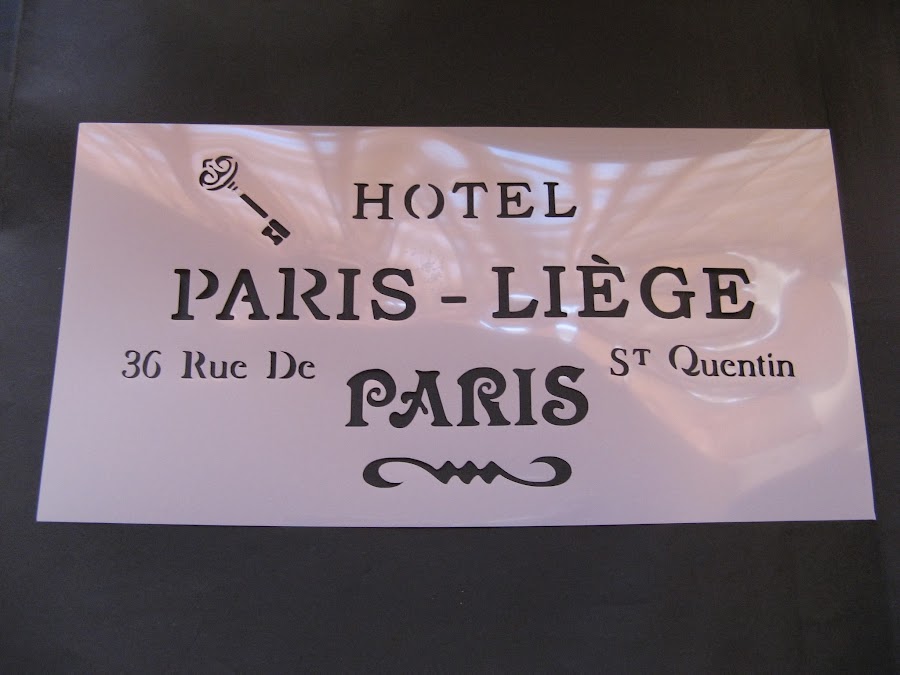 HOTEL
PARIS - LIÈGE
36 Rue De Sᵀ Quentin
PARIS